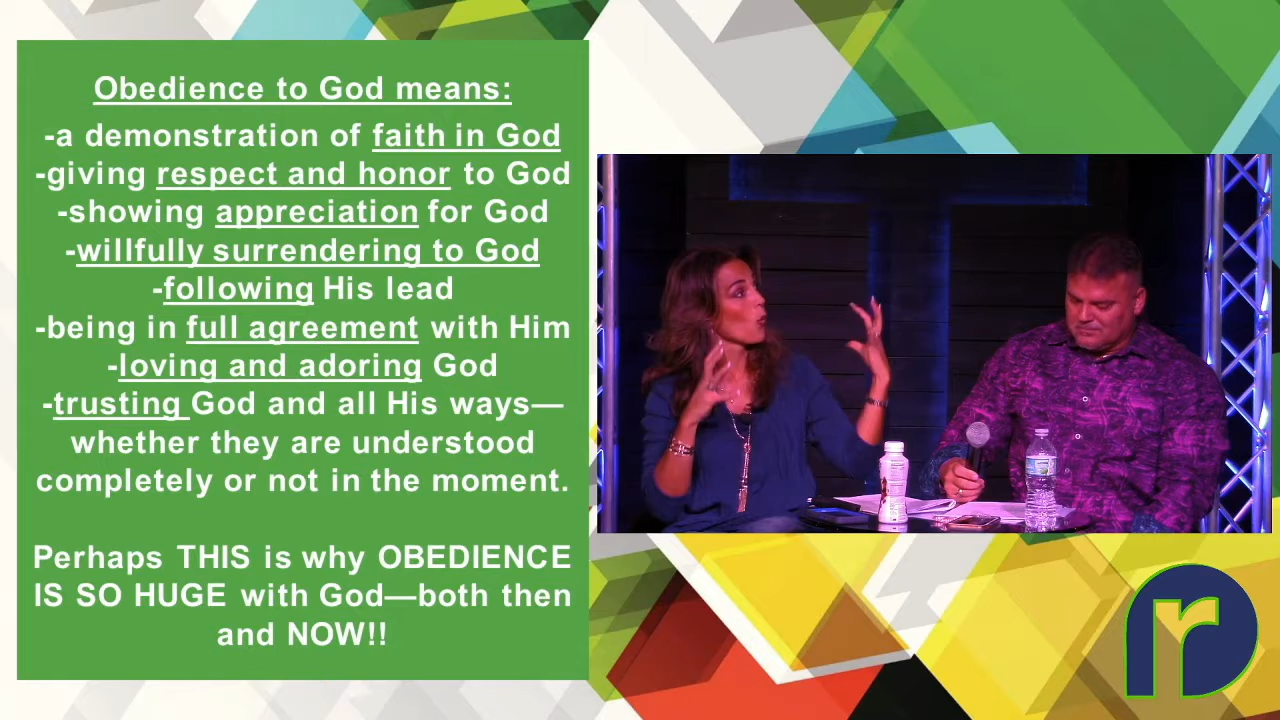 Obedience to God means:
-a demonstration of faith in God
-giving respect and honor to God
-showing appreciation for God
-willfully surrendering to God
-following His lead
-being in full agreement with Him
-loving and adoring God
-trusting God and all His ways—
whether they are understood
completely or not in the moment.
Perhaps THIS is why OBEDIENCE
IS SO HUGE with God—both then
and NOW!!
r